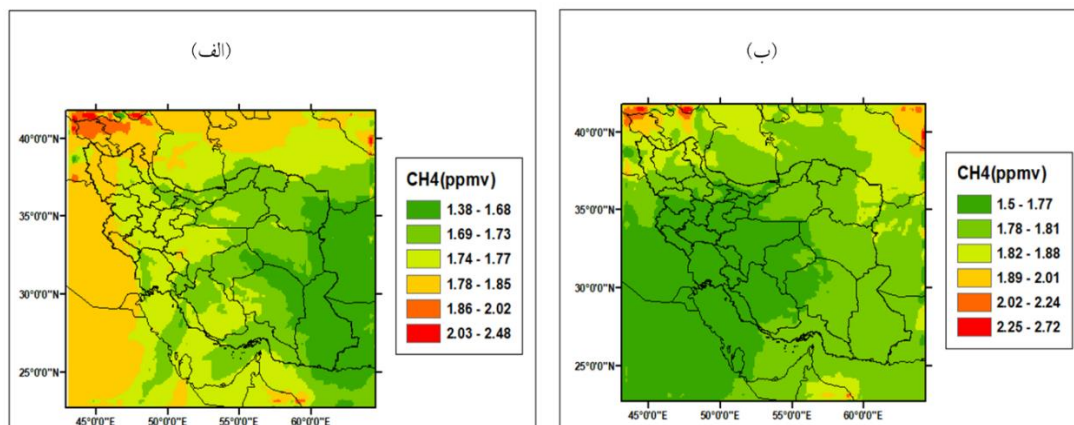 (الف)
40°0'0"N
35°0'0"N
30°0'0"N
25°0'0"N
45°0'0"E 50°0'0"E 55°0'0"E 60°0'0"E
CH4(ppmv)
1.38 - 1.68
1.69 - 1.73
1.74 - 1.77
1.78 - 1.85
1.86 - 2.02
2.03 - 2.48
(ب)
40°0'0"N
35°0'0"N
30°0'0"N
25°0'0"N
45°0'0"E 50°0'0"E 55°0'0"E 60°0'0"E
CH4(ppmv)
1.5 - 1.77
1.78 - 1.81
1.82 - 1.88
1.89 - 2.01
2.02 - 2.24
2.25 - 2.72